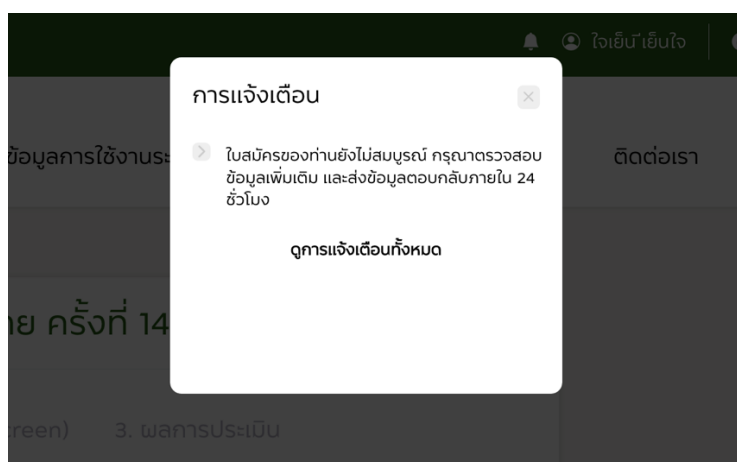 ใจเย็น ีเย็นใจ
การแจ้งเตือน
ข้อมูลการใช้งานระ
ใบสมัครของท่านยังไม่สมบูรณ์ กรุณาตรวจสอบ
ติดต่อเรา
ข้อมูลเพิ่มเติม และส่งข้อมูลตอบกลับภายใน 24
ชั่วโมง
ดูการแจ้งเตือนทั้งหมด
ย ครั้งที่ 14
reen) 3. ผลการประเมิน